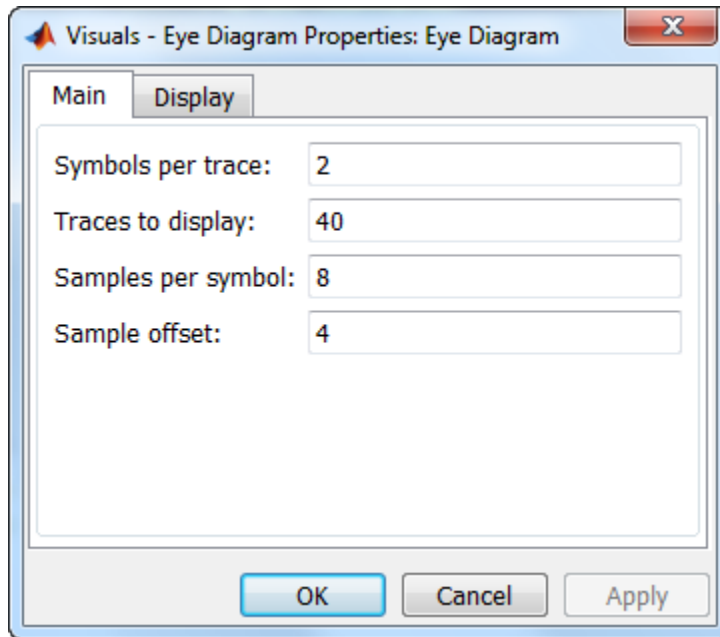 Visuals - Eye Diagram Properties: Eye Diagram
Main Display
Symbols per trace: 2
Traces to display: 40
Samples per symbol: 8
Sample offset: 4
OK Cancel Apply